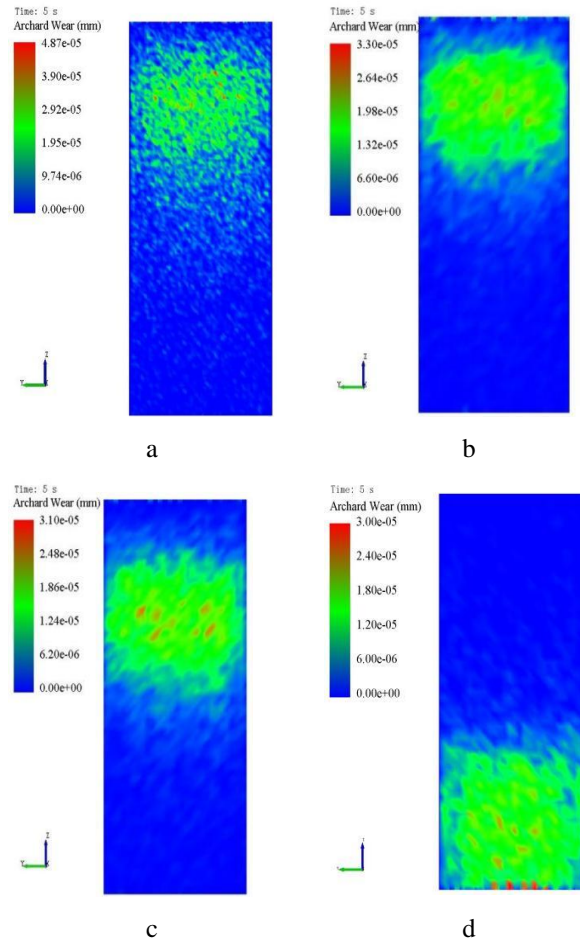 Time: 5 s
Archard Wear (mm)
4.87e-05
3.90e-05
2.92e-05
1.95e-05
9.74e-06
0.00e+00
Z
Y
X
a
Time: 5 s
Archard Wear (mm)
3.30e-05
2.64e-05
1.98e-05
1.32e-05
6.60e-06
0.00e+00
Z
Y
X
b
Time: 5 s
Archard Wear (mm)
3.10e-05
2.48e-05
1.86e-05
1.24e-05
6.20e-06
0.00e+00
Z
Y
X
c
Time: 5 s
Archard Wear (mm)
3.00e-05
2.40e-05
1.80e-05
1.20e-05
6.00e-06
0.00e+00
d